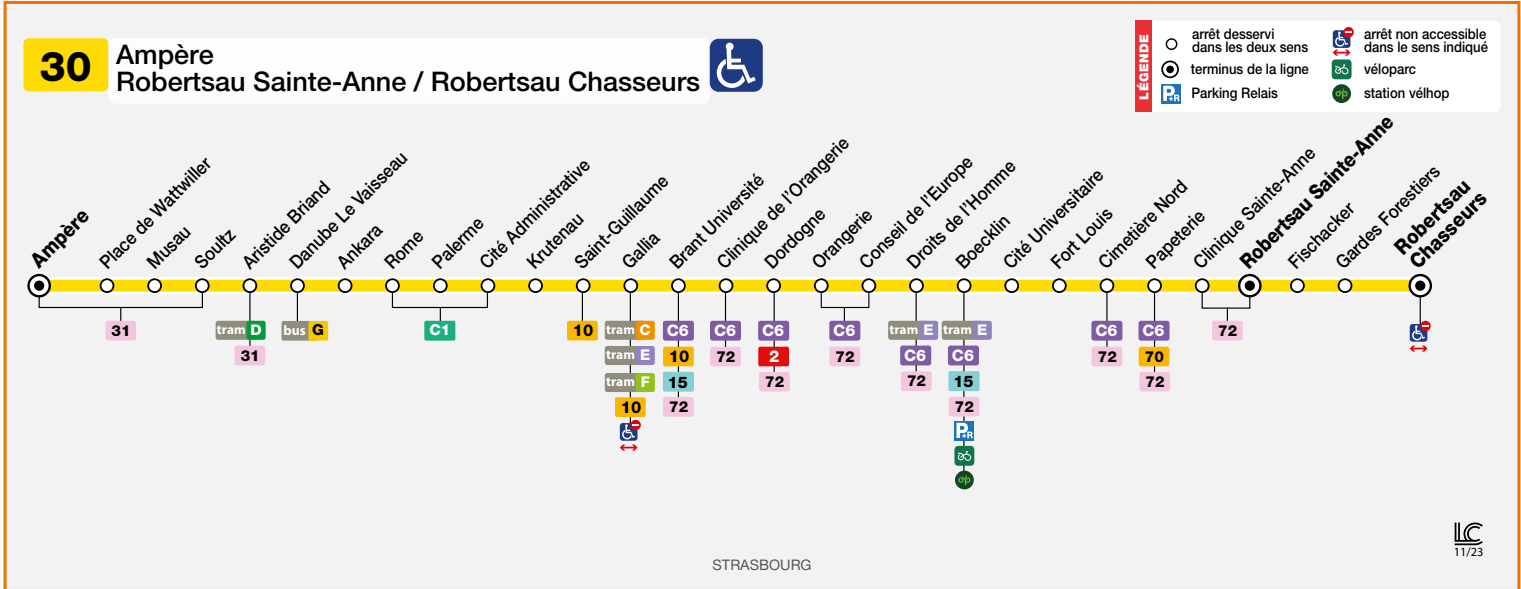 30
Ampère
Robertsau Sainte-Anne / Robertsau Chasseurs
LÉGENDE
arrêt desservi
dans les deux sens
terminus de la ligne
P+R Parking Relais
arrêt non accessible
dans le sens indiqué
véloparc
station vélhop
Ampère
Place de Wattwiller
Musau
Soultz
Aristide Briand
Danube Le Vaisseau
Ankara
Rome
Palerme
Cité Administrative
Krutenau
Saint-Guillaume
Gallia
Brant Université
Clinique de l'Orangerie
Dordogne
Orangerie
Conseil de l'Europe
Droits de l'Homme
Boecklin
Cité Universitaire
Fort Louis
Cimetière Nord
Papeterie
Clinique Sainte-Anne
Robertsau Sainte-Anne
Fischacker
Gardes Forestiers
Robertsau
Chasseurs
31
tram D
31
bus G
C1
10
tram C
tram E
tram F
10
C6
10
15
72
C6
72
C6
2
72
C6
72
tram E
C6
72
tram E
C6
15
72
P+R
C6
72
C6
70
72
72
STRASBOURG
LC
11/23